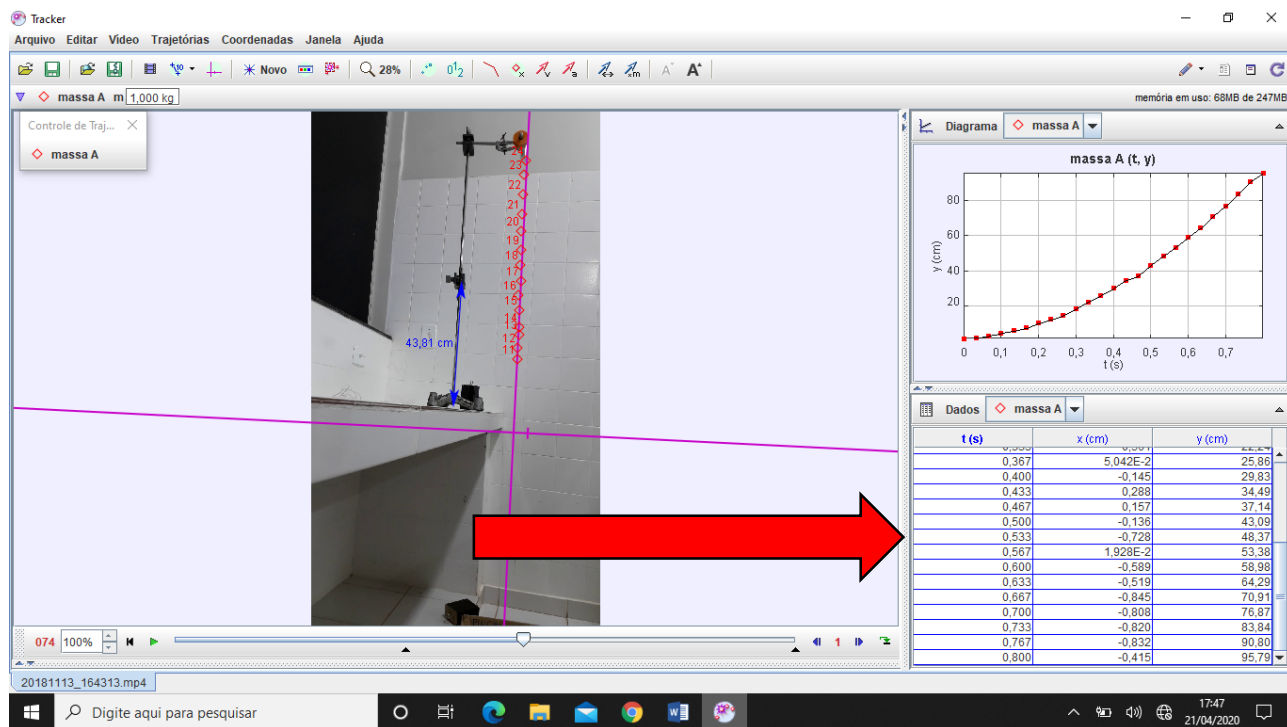 Tracker
Arquivo Editar Vídeo Trajetórias Coordenadas Janela Ajuda
Novo 28%
massa A m 1,000 kg
memória em uso: 68MB de 247MB
Controle de Traj...
massa A
23
22
21
20
19
18
17
16
15
14
13
12
11
43,81 cm
Diagrama massa A
massa A (t, y)
80
60
40
20
y (cm)
0 0,1 0,2 0,3 0,4 0,5 0,6 0,7
t (s)
Dados massa A
t (s) x (cm) y (cm)
0,367 5,042E-2 25,86
0,400 -0,145 29,83
0,433 0,288 34,49
0,467 0,157 37,14
0,500 -0,136 43,09
0,533 -0,728 48,37
0,567 1,928E-2 53,38
0,600 -0,589 58,98
0,633 -0,519 64,29
0,667 -0,845 70,91
0,700 -0,808 76,87
0,733 -0,820 83,84
0,767 -0,832 90,80
0,800 -0,415 95,79
074 100% 1
20181113_164313.mp4
Digite aqui para pesquisar
17:47
21/04/2020